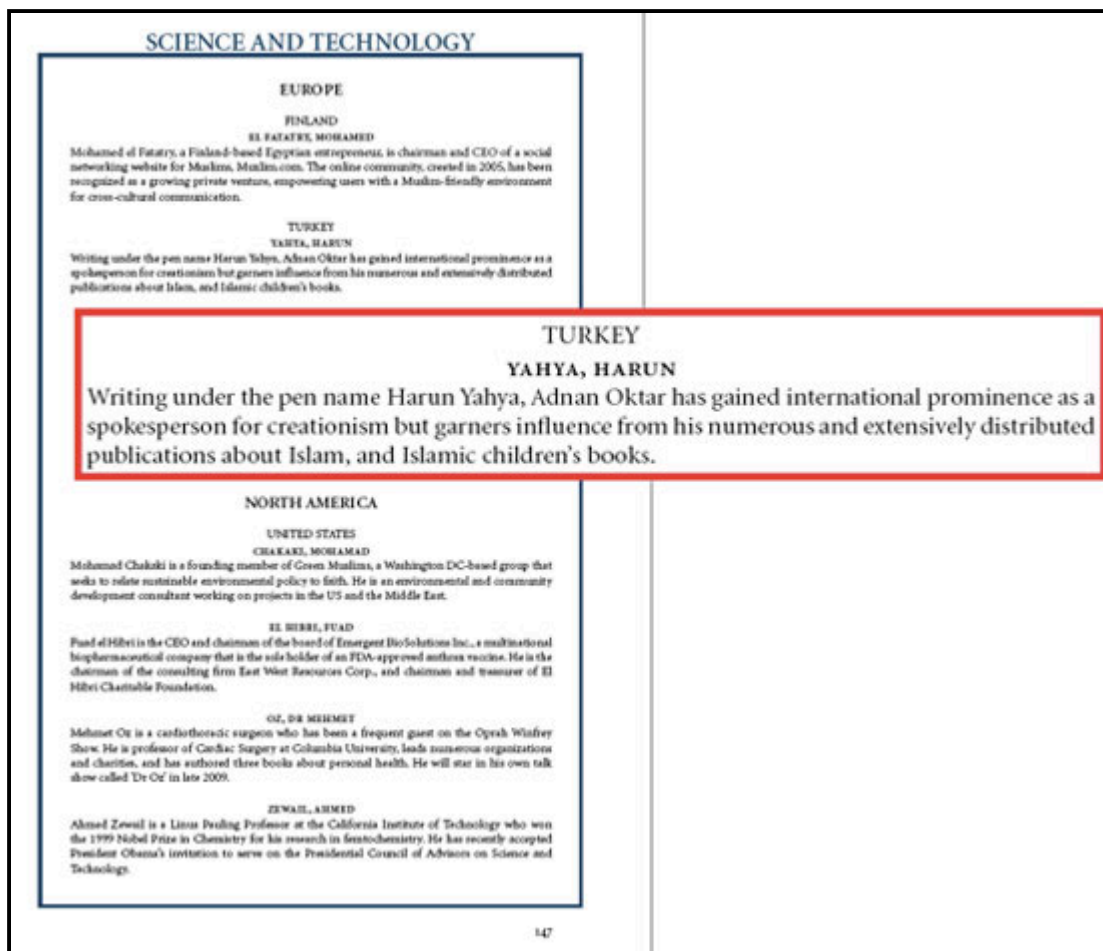 SCIENCE AND TECHNOLOGY
EUROPE
FINLAND
EL FATATRY, MOHAMED
Mohamed el Fatatry, a Finland-based Egyptian entrepreneur, is chairman and CEO of a social
networking website for Muslims, Muxlim.com. The online community, created in 2005, has been
recognized as a growing private venture, empowering users with a Muslim-friendly environment
for cross-cultural communication.
TURKEY
YAHYA, HARUN
Writing under the pen name Harun Yahya, Adnan Oktar has gained international prominence as a
spokesperson for creationism but garners influence from his numerous and extensively distributed
publications about Islam, and Islamic children's books.
TURKEY
YAHYA, HARUN
Writing under the pen name Harun Yahya, Adnan Oktar has gained international prominence as a
spokesperson for creationism but garners influence from his numerous and extensively distributed
publications about Islam, and Islamic children's books.
NORTH AMERICA
UNITED STATES
CHAKAKI, MOHAMAD
Mohamad Chakaki is a founding member of Green Muslims, a Washington DC-based group that
seeks to relate sustainable environmental policy to faith. He is an environmental and community
development consultant working on projects in the US and the Middle East.
EL HIBRI, FUAD
Fuad el Hibri is the CEO and chairman of the board of Emergent BioSolutions Inc., a multinational
biopharmaceutical company that is the sole holder of an FDA-approved anthrax vaccine. He is the
chairman of the consulting firm East West Resources Corp., and chairman and treasurer of El
Hibri Charitable Foundation.
OZ, DR MEHMET
Mehmet Oz is a cardiothoracic surgeon who has been a frequent guest on the Oprah Winfrey
Show. He is professor of Cardiac Surgery at Columbia University, leads numerous organizations
and charities, and has authored three books about personal health. He will star in his own talk
show called 'Dr Oz' in late 2009.
ZEWAIL, AHMED
Ahmed Zewail is a Linus Pauling Professor at the California Institute of Technology who won
the 1999 Nobel Prize in Chemistry for his research in femtochemistry. He has recently accepted
President Obama's invitation to serve on the Presidential Council of Advisors on Science and
Technology.
147